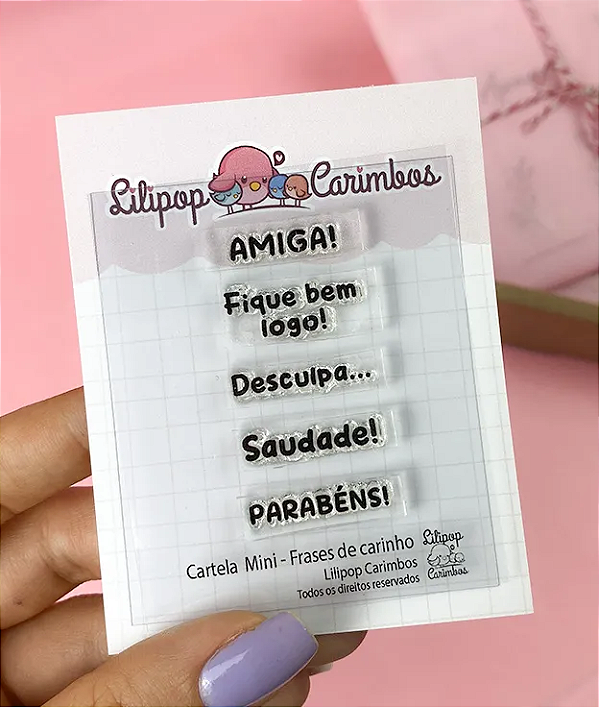 Lilipop Carimbos
AMIGA!
Fique bem
logo!
Desculpa...
Saudade!
PARABÉNS!
Cartela Mini - Frases de carinho
Lilipop Carimbos
Todos os direitos reservados
Lilipop
Carimbos